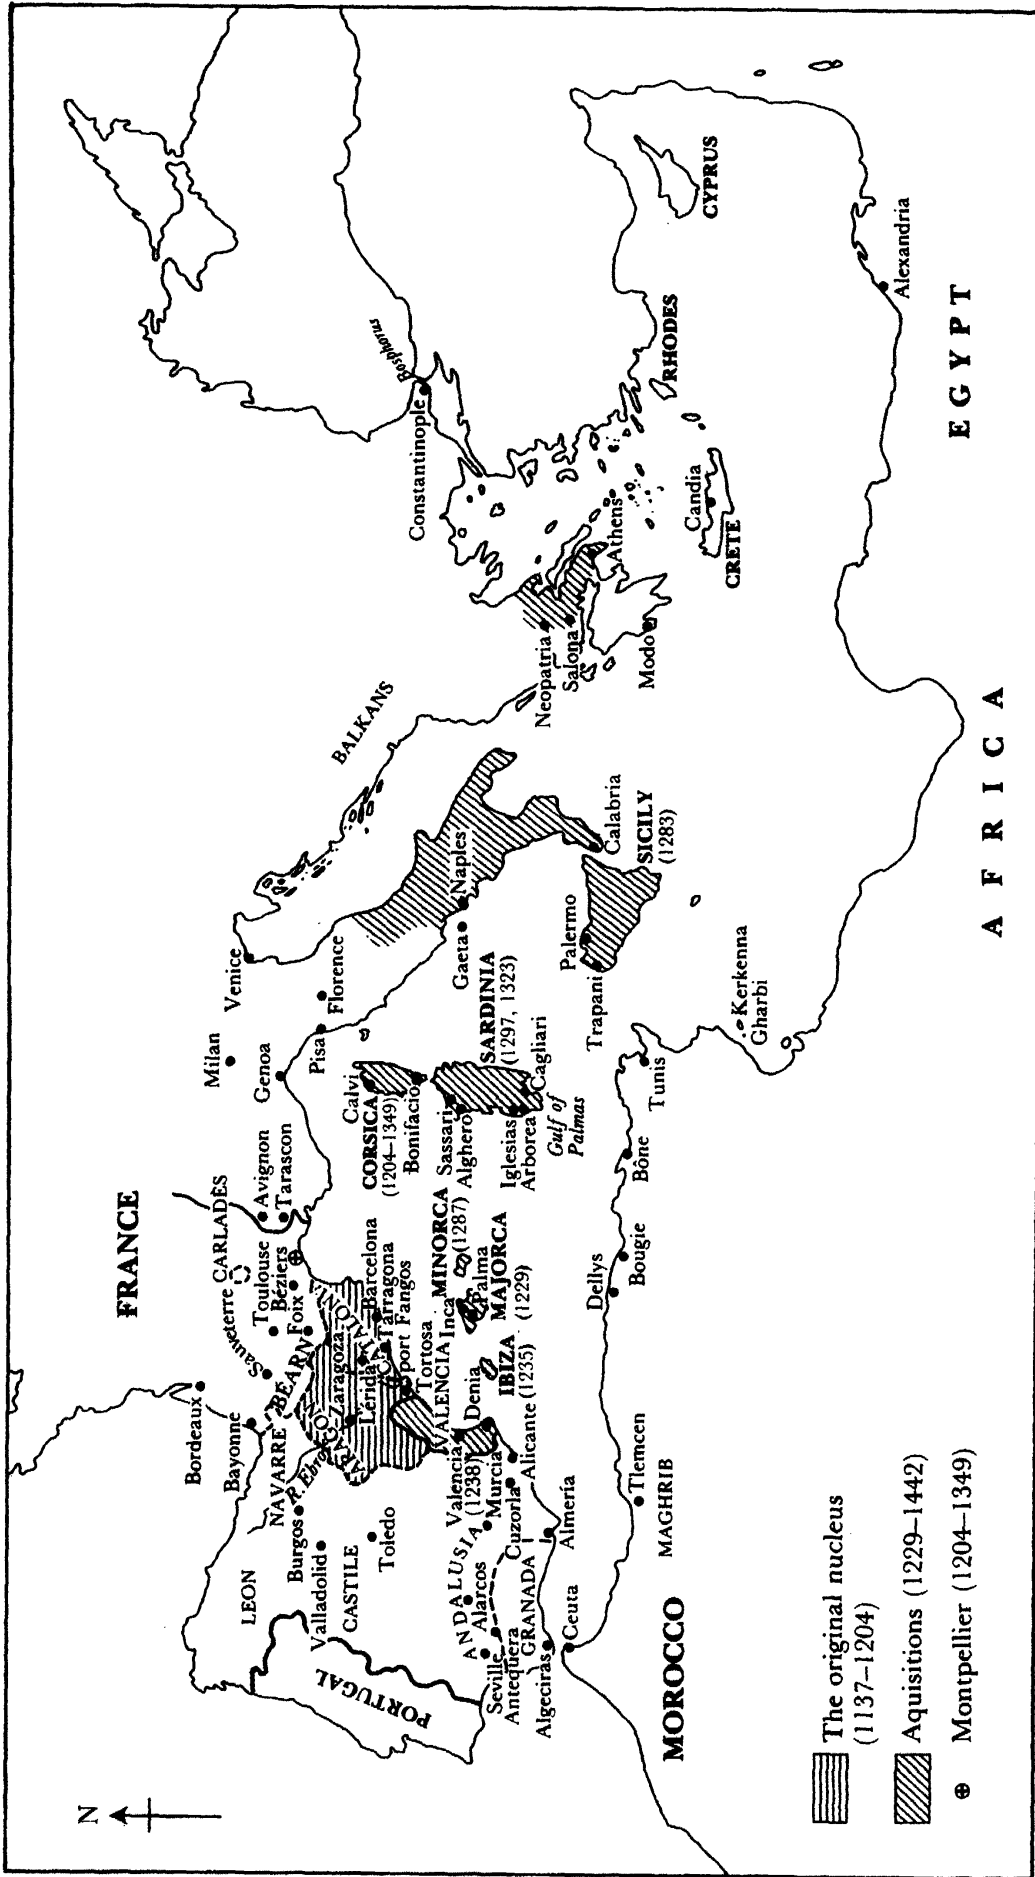 N
FRANCE
Bordeaux
Bayonne
Sauveterre
CARLADÈS
Toulouse
Béziers
Foix
Avignon
Tarascon
Milan
Venice
Genoa
Pisa
Florence
BALKANS
Constantinople
Bosphorus
LEON
NAVARRE
BEARN
Burgos
R. Ebro
ARAGON
Zaragoza
CATALONIA
Lérida
Barcelona
Tarragona
port Fangos
Tortosa
Valladolid
CASTILE
Toledo
PORTUGAL
VALENCIA
Valencia
(1238)
Denia
Murcia
Alicante
Cuzorla
ANDALUSIA
Alarcos
Seville
Antequera
GRANADA
Algeciras
Almería
Ceuta
Inca
Palma
MINORCA
(1287)
MAJORCA
(1229)
IBIZA
(1235)
Calvi
CORSICA
(1204–1349)
Bonifacio
Sassari
Alghero
SARDINIA
(1297, 1323)
Iglesias
Arborea
Cagliari
Gulf of
Palmas
Gaeta
Naples
Palermo
Trapani
Calabria
SICILY
(1283)
Neopatria
Salona
Athens
Modo
Candia
CRETE
RHODES
CYPRUS
Alexandria
EGYPT
AFRICA
Kerkenna
Gharbi
Tunis
Bône
Bougie
Dellys
Tlemcen
MAGHRIB
MOROCCO
The original nucleus
(1137–1204)
Aquisitions (1229–1442)
Montpellier (1204–1349)